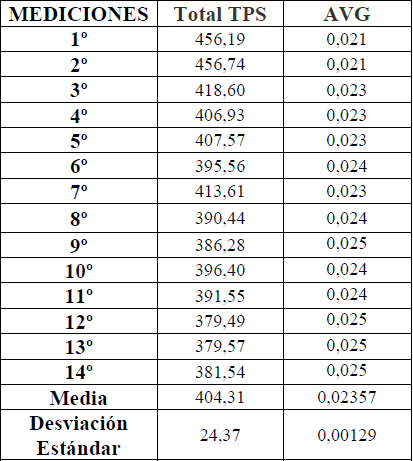 MEDICIONES Total TPS AVG
1º 456,19 0,021
2º 456,74 0,021
3º 418,60 0,023
4º 406,93 0,023
5º 407,57 0,023
6º 395,56 0,024
7º 413,61 0,023
8º 390,44 0,024
9º 386,28 0,025
10º 396,40 0,024
11º 391,55 0,024
12º 379,49 0,025
13º 379,57 0,025
14º 381,54 0,025
Media 404,31 0,02357
Desviación
Estándar 24,37 0,00129